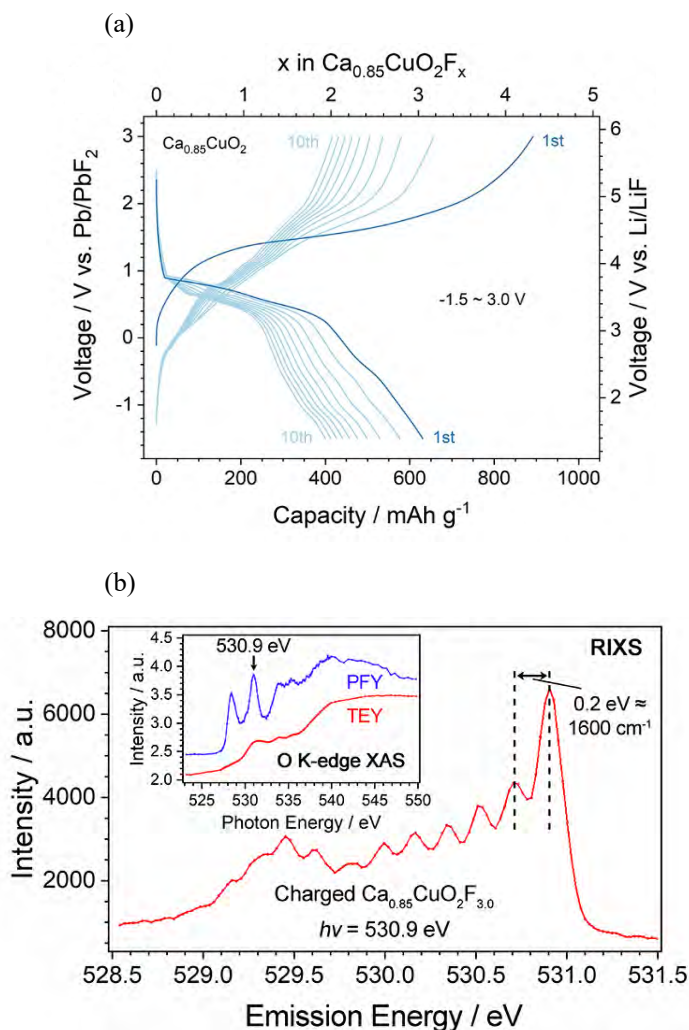 (a)
x in Ca₀.₈₅CuO₂Fₓ
0 1 2 3 4 5
Voltage / V vs. Pb/PbF₂
3
2
1
0
-1
Ca₀.₈₅CuO₂
10th
1st
-1.5 ~ 3.0 V
10th
1st
6
5
4
3
2
Voltage / V vs. Li/LiF
0 200 400 600 800 1000
Capacity / mAh g⁻¹
(b)
Intensity / a.u.
8000
6000
4000
2000
4.5
4.0
3.5
3.0
2.5
2.0
Intensity / a.u.
530.9 eV
PFY
TEY
O K-edge XAS
525 530 535 540 545 550
Photon Energy / eV
RIXS
0.2 eV ≈
1600 cm⁻¹
Charged Ca₀.₈₅CuO₂F₃.₀
hv = 530.9 eV
528.5 529.0 529.5 530.0 530.5 531.0 531.5
Emission Energy / eV